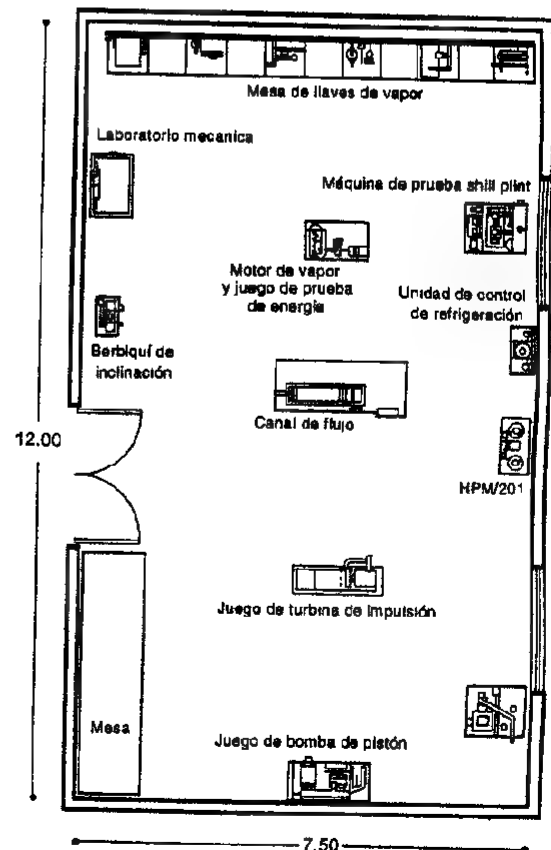 Mesa de llaves de vapor
Laboratorio mecanica
Máquina de prueba shill plint
Motor de vapor
y juego de prueba
de energía
Unidad de control
de refrigeración
Berbiquí de
inclinación
Canal de flujo
12.00
HPM/201
Juego de turbina de impulsión
Mesa
Juego de bomba de pistón
7.50